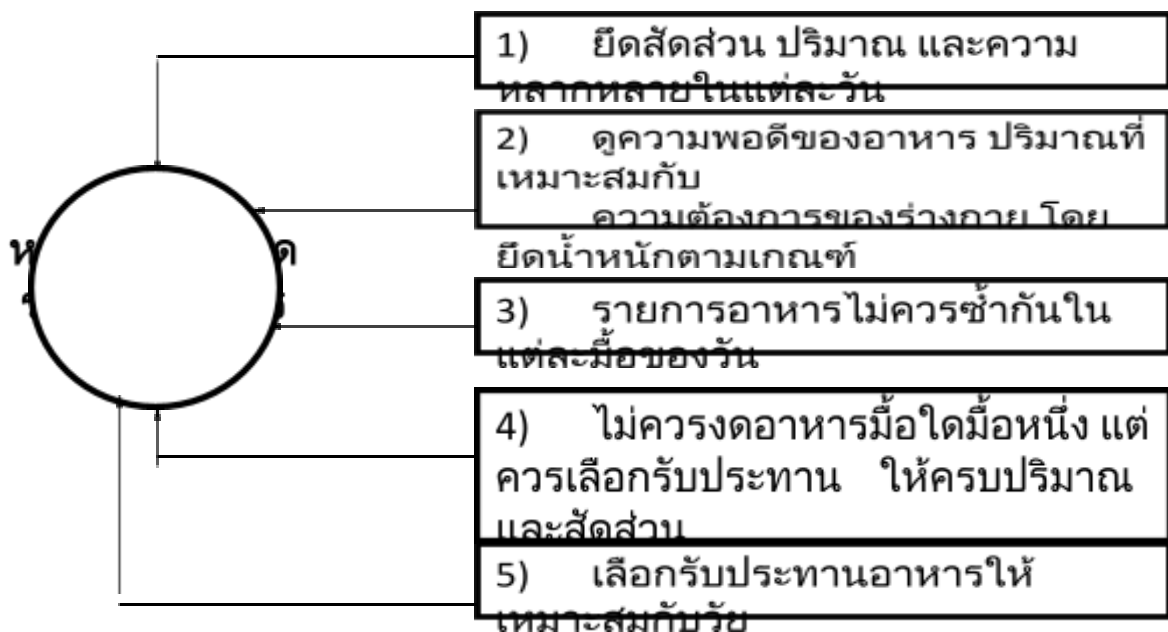 1) ยึดสัดส่วน ปริมาณ และความ
หลากหลายในแต่ละวัน
2) ดูความพอดีของอาหาร ปริมาณที่
เหมาะสมกับ
ความต้องการของร่างกาย โดย
ยึดน้ำหนักตามเกณฑ์
3) รายการอาหารไม่ควรซ้ำกันใน
แต่ละมื้อของวัน
4) ไม่ควรงดอาหารมื้อใดมื้อหนึ่ง แต่
ควรเลือกรับประทาน ให้ครบปริมาณ
และสัดส่วน
5) เลือกรับประทานอาหารให้
เหมาะสมกับวัย